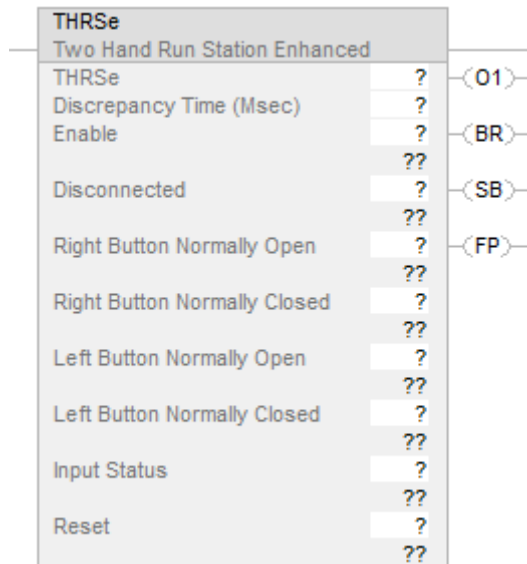 THRSe
Two Hand Run Station Enhanced
THRSe ? (O1)
Discrepancy Time (Msec) ?
Enable ? (BR)
??
Disconnected ? (SB)
??
Right Button Normally Open ? (FP)
??
Right Button Normally Closed ?
??
Left Button Normally Open ?
??
Left Button Normally Closed ?
??
Input Status ?
??
Reset ?
??